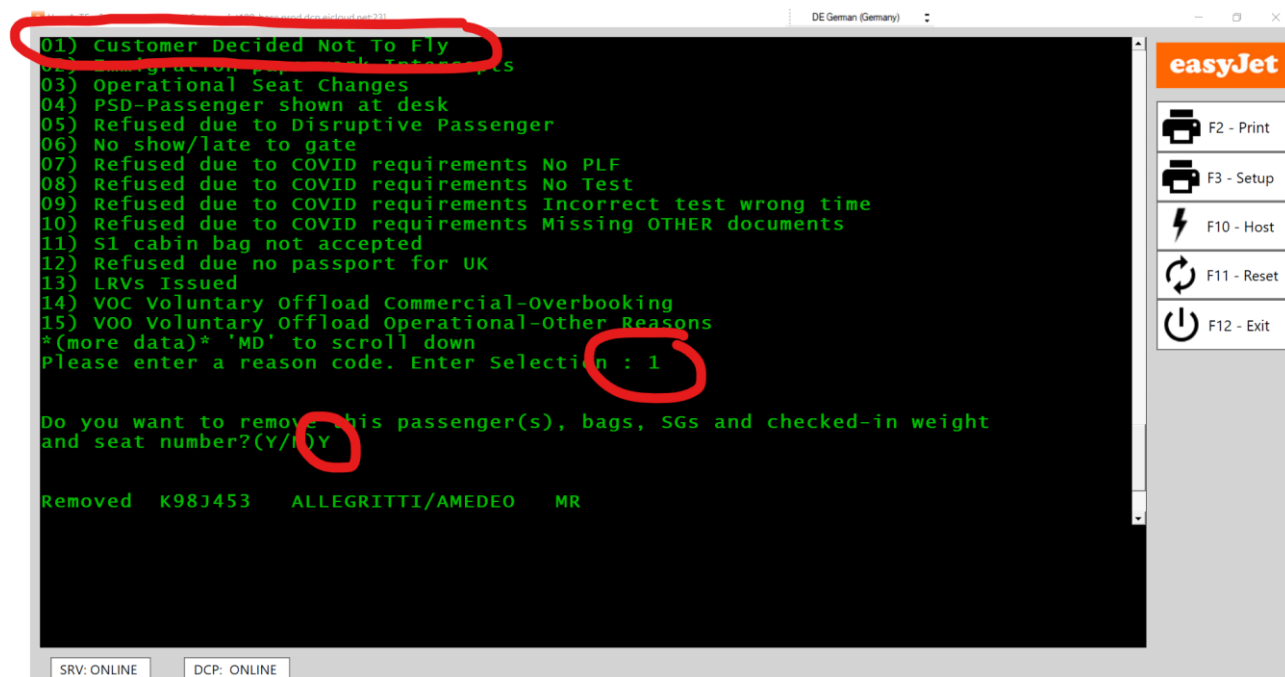 DE German (Germany)
01) Customer Decided Not To Fly
02) Immigration paperwork Intercepts
03) Operational Seat Changes
04) PSD-Passenger shown at desk
05) Refused due to Disruptive Passenger
06) No show/late to gate
07) Refused due to COVID requirements No PLF
08) Refused due to COVID requirements No Test
09) Refused due to COVID requirements Incorrect test wrong time
10) Refused due to COVID requirements Missing OTHER documents
11) S1 cabin bag not accepted
12) Refused due no passport for UK
13) LRVs Issued
14) VOC Voluntary Offload Commercial-Overbooking
15) VOO Voluntary Offload Operational-Other Reasons
*(more data)* 'MD' to scroll down
Please enter a reason code. Enter Selection : 1
Do you want to remove this passenger(s), bags, SGs and checked-in weight
and seat number?(Y/N)Y
Removed K98J453 ALLEGRITTI/AMEDEO MR
easyJet
F2 - Print
F3 - Setup
F10 - Host
F11 - Reset
F12 - Exit
SRV: ONLINE
DCP: ONLINE